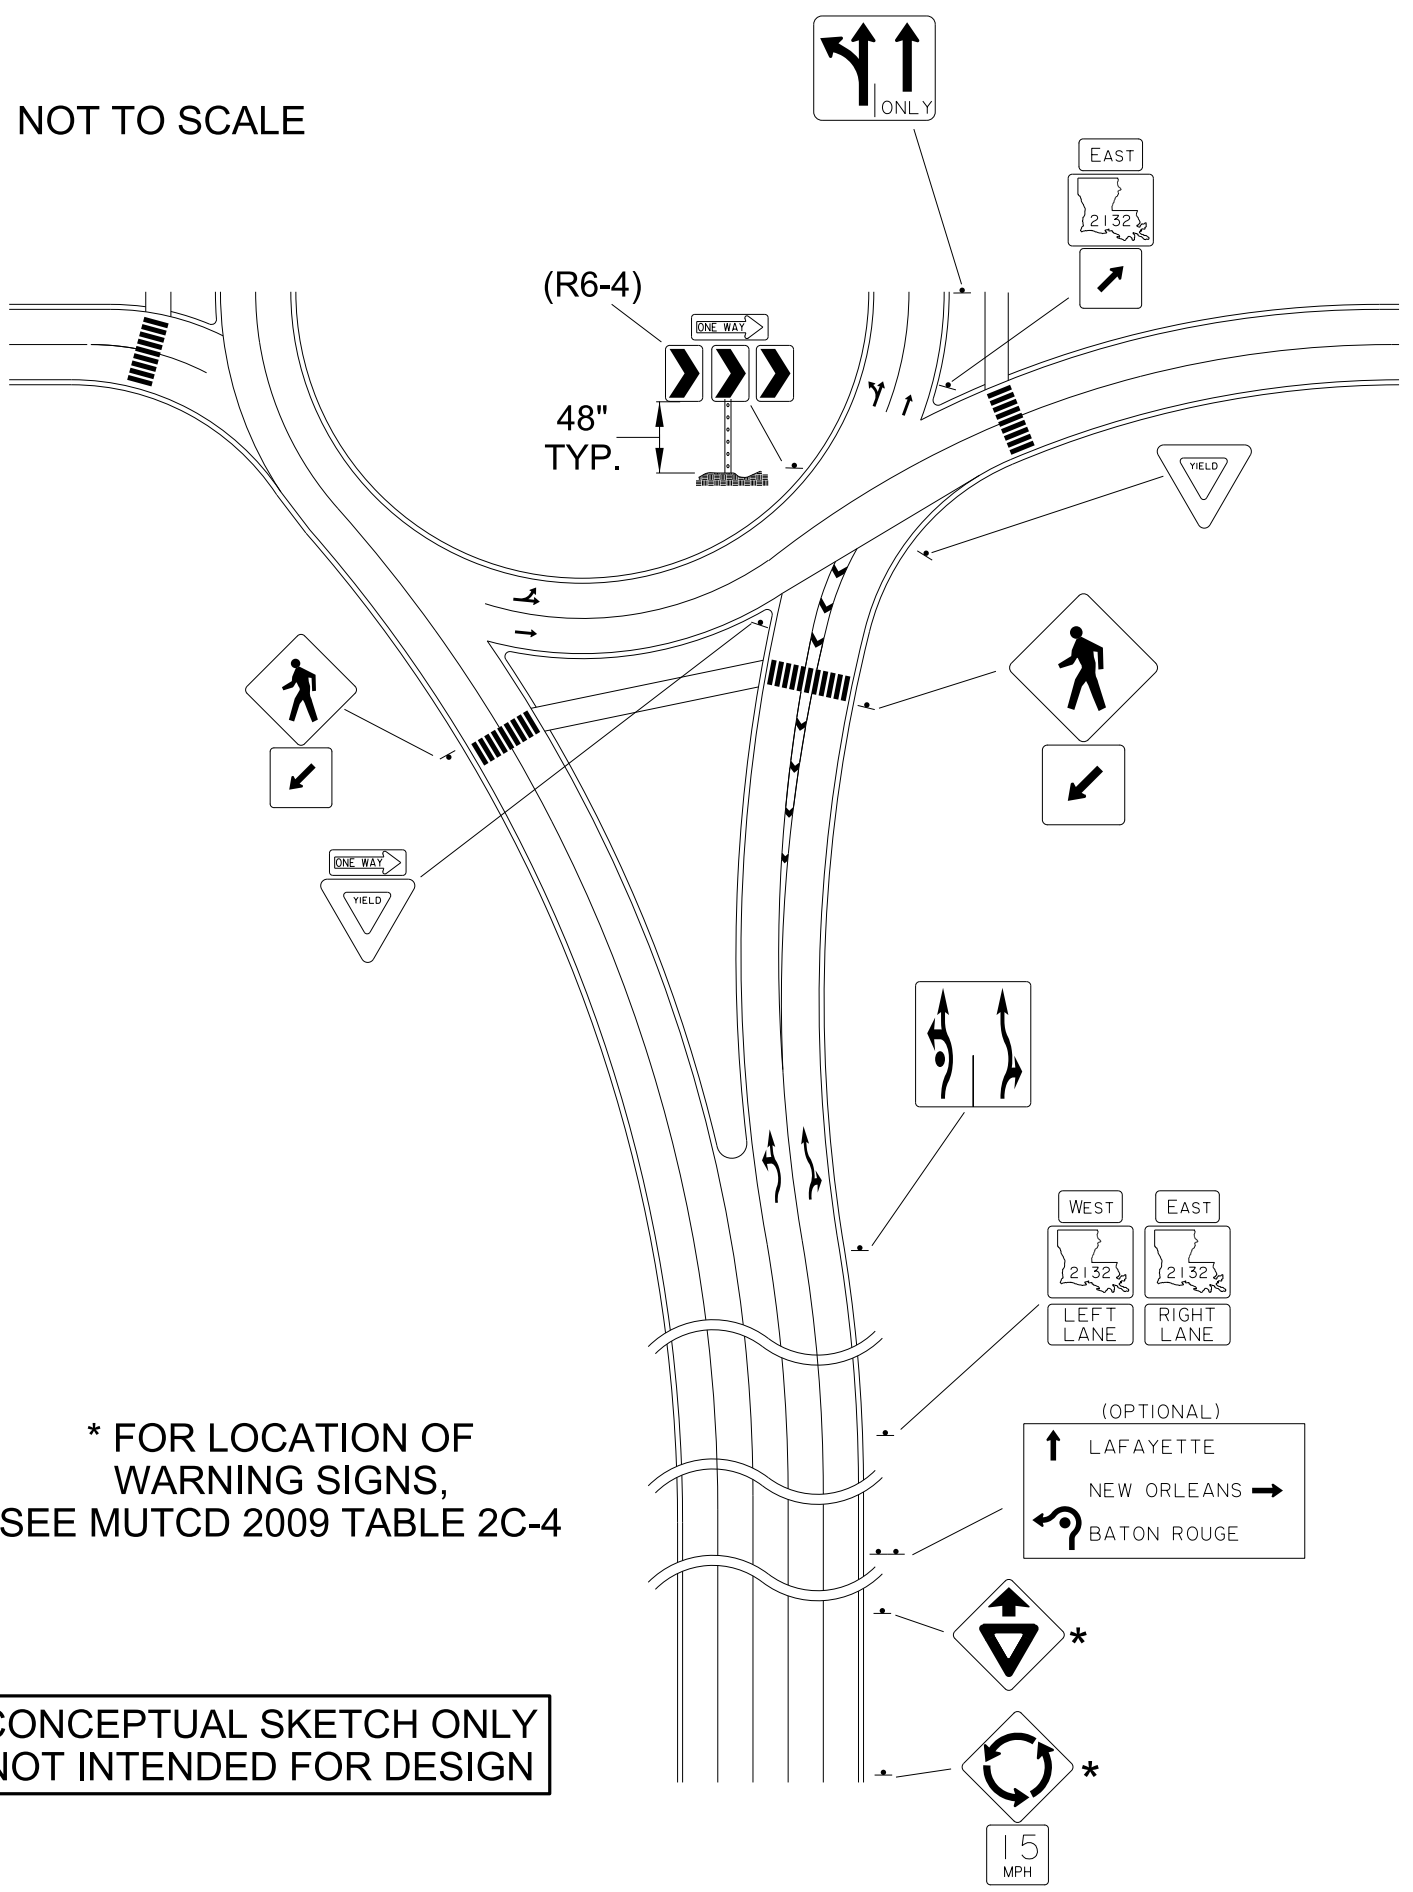 NOT TO SCALE
ONLY
EAST
2132
(R6-4)
ONE WAY
48"
TYP.
YIELD
ONE WAY
YIELD
WEST
2132
LEFT
LANE
EAST
2132
RIGHT
LANE
(OPTIONAL)
LAFAYETTE
NEW ORLEANS
BATON ROUGE
* FOR LOCATION OF
WARNING SIGNS,
SEE MUTCD 2009 TABLE 2C-4
*
CONCEPTUAL SKETCH ONLY
NOT INTENDED FOR DESIGN
*
15
MPH